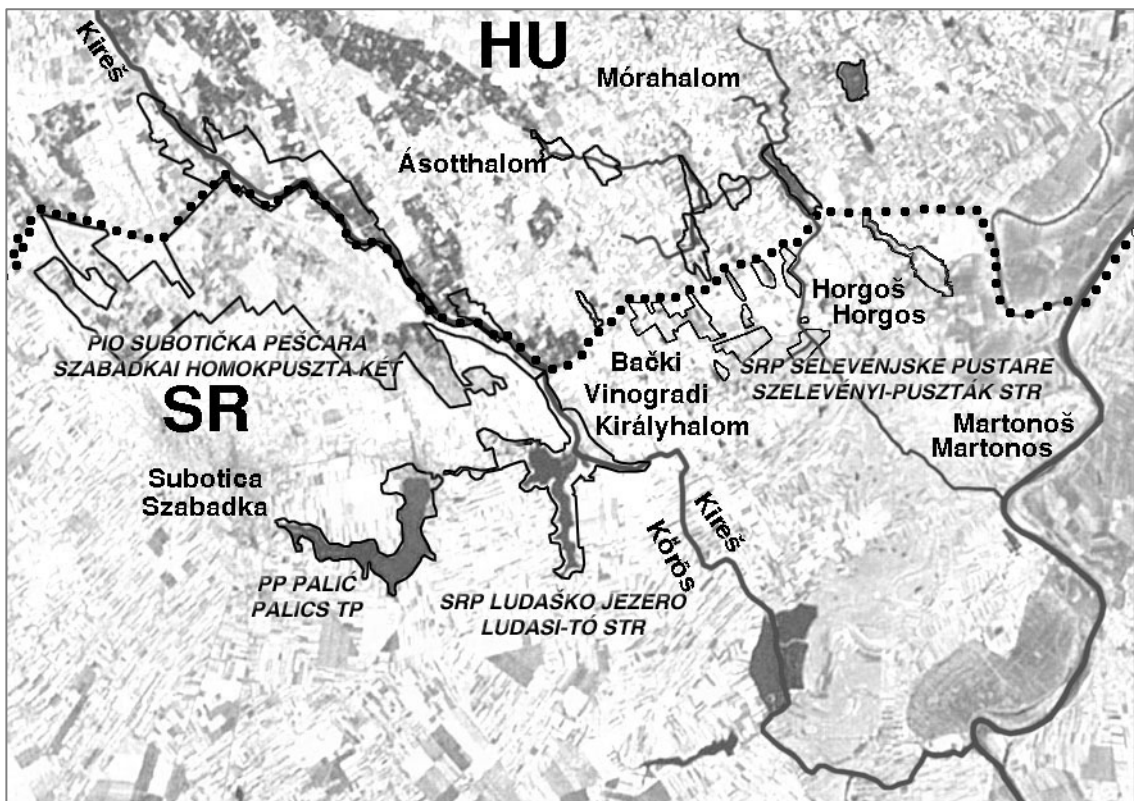 HU
Kireš
Mórahalom
Ásotthalom
Horgoš
Horgos
PIO SUBOTIČKA PEŠČARA
SZABADKAI HOMOKPUSZTA KÉT
SR
Bački
Vinogradi
Királyhalom
SRP SELEVENJSKE PUSTARE
SZELEVÉNYI-PUSZTÁK STR
Martonoš
Martonos
Subotica
Szabadka
Kireš
Kőrös
PP PALIĆ
PALICS TP
SRP LUDAŠKO JEZERO
LUDASI-TÓ STR